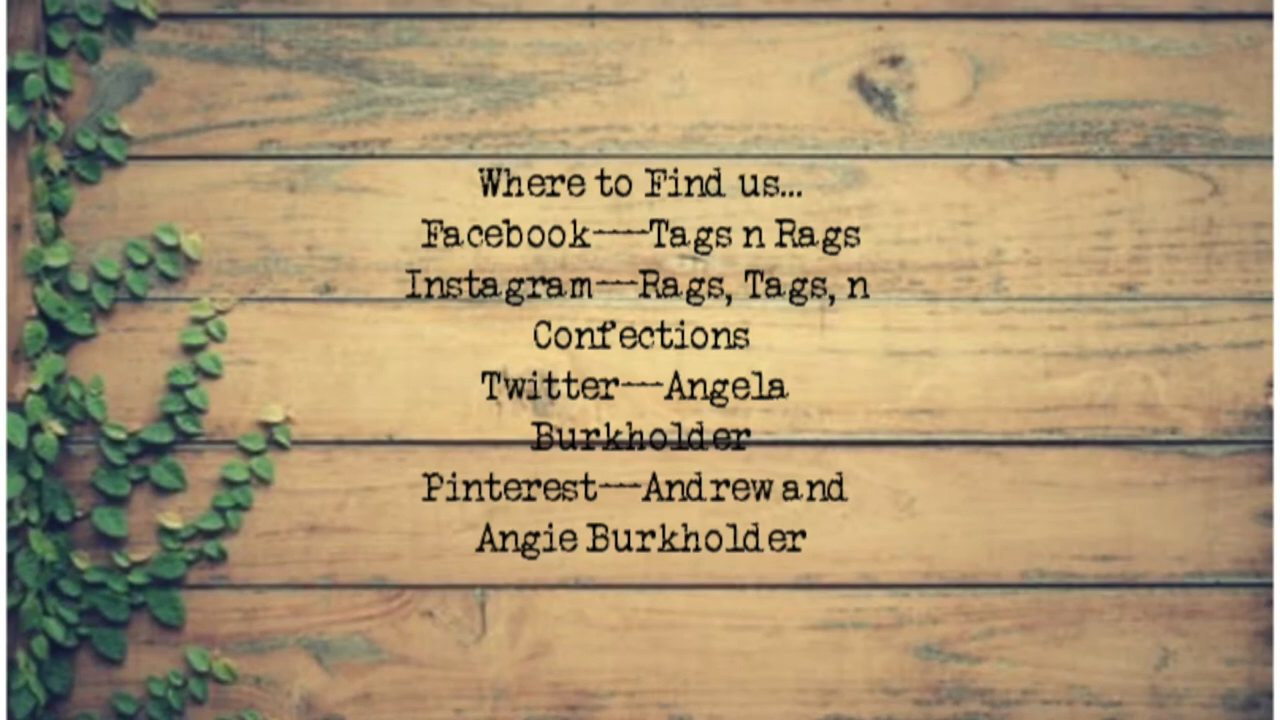 Where to Find us...
Facebook----Tags n Rags
Instagram---Rags, Tags, n
Confections
Twitter---Angela
Burkholder
Pinterest---Andrew and
Angie Burkholder